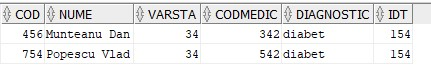 COD NUME VARSTA CODMEDIC DIAGNOSTIC IDT
456 Munteanu Dan 34 342 diabet 154
754 Popescu Vlad 34 542 diabet 154